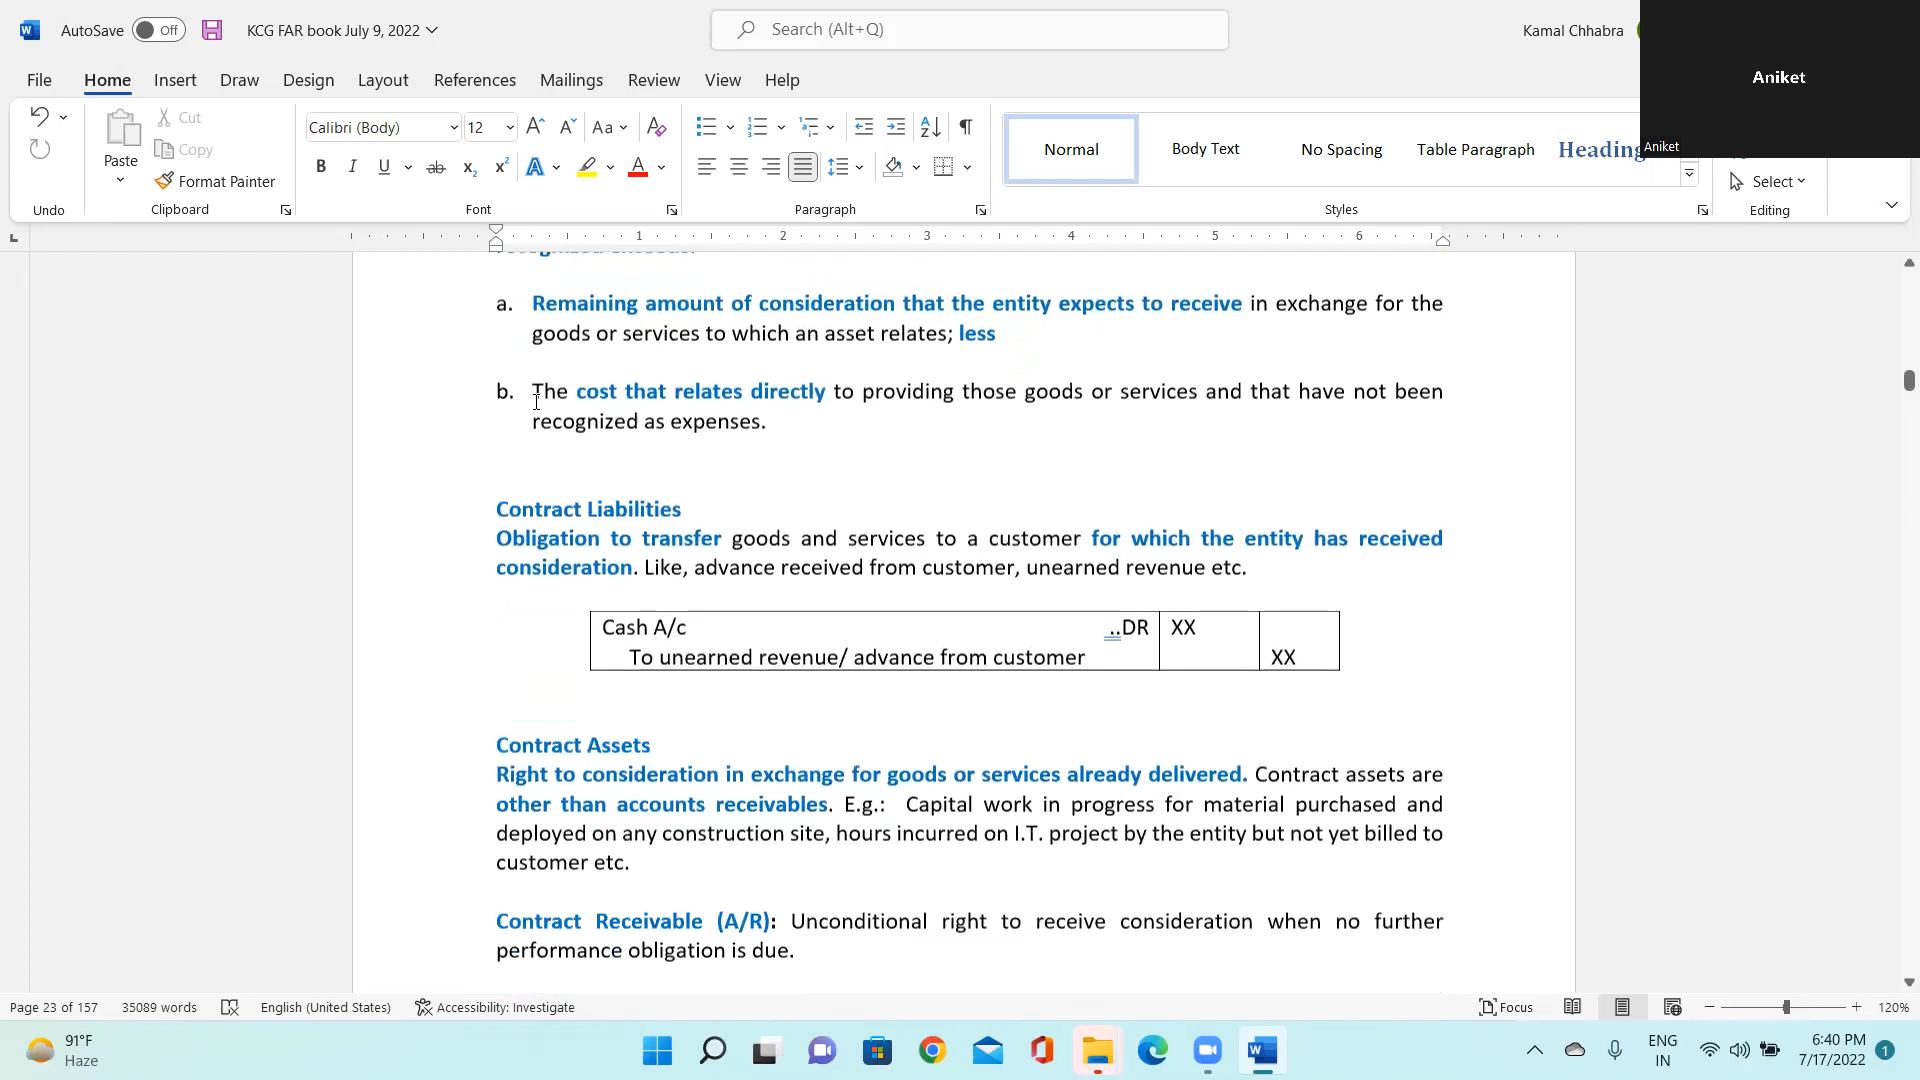 AutoSave Off KCG FAR book July 9, 2022 Search (Alt+Q) Kamal Chhabra
Aniket
Aniket
File Home Insert Draw Design Layout References Mailings Review View Help
Paste Cut Copy Format Painter
Calibri (Body) 12 Aa
B I U ab x₂ x² A A
Normal Body Text No Spacing Table Paragraph Heading
Select
Undo Clipboard Font Paragraph Styles Editing
1 2 3 4 5 6
a. Remaining amount of consideration that the entity expects to receive in exchange for the
goods or services to which an asset relates; less
b. The cost that relates directly to providing those goods or services and that have not been
recognized as expenses.
Contract Liabilities
Obligation to transfer goods and services to a customer for which the entity has received
consideration. Like, advance received from customer, unearned revenue etc.
Cash A/c ..DR XX
To unearned revenue/ advance from customer XX
Contract Assets
Right to consideration in exchange for goods or services already delivered. Contract assets are
other than accounts receivables. E.g.: Capital work in progress for material purchased and
deployed on any construction site, hours incurred on I.T. project by the entity but not yet billed to
customer etc.
Contract Receivable (A/R): Unconditional right to receive consideration when no further
performance obligation is due.
Page 23 of 157 35089 words English (United States) Accessibility: Investigate Focus 120%
91°F
Haze
ENG
IN
6:40 PM
7/17/2022
1